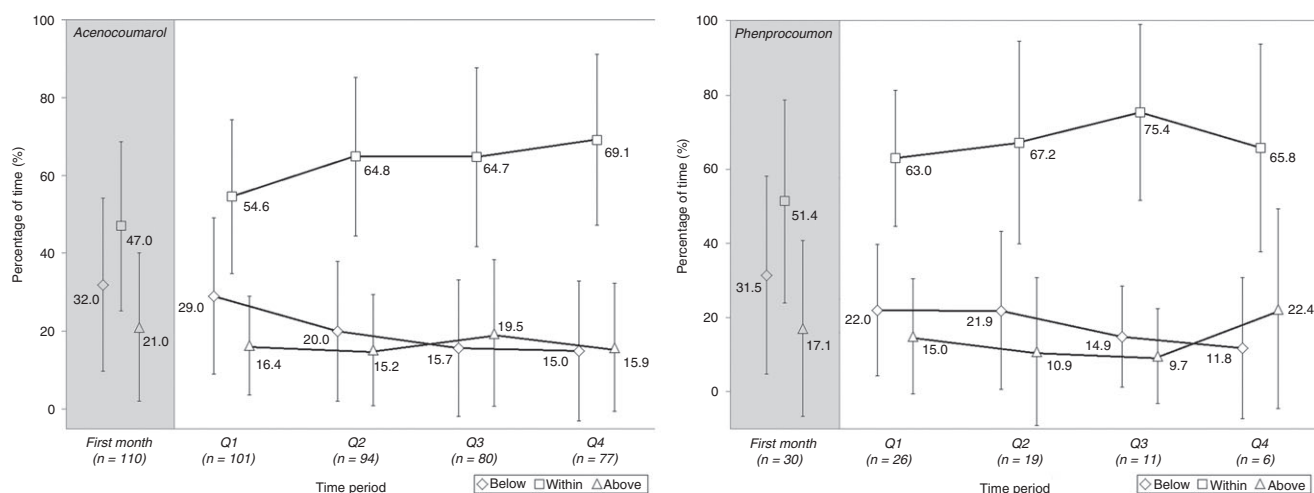 Acenocoumarol
Percentage of time (%)
100
80
60
40
20
0
32.0
47.0
21.0
54.6
64.8
64.7
69.1
29.0
20.0
15.7
15.0
16.4
15.2
19.5
15.9
First month
(n = 110)
Q1
(n = 101)
Q2
(n = 94)
Q3
(n = 80)
Q4
(n = 77)
Time period
Below Within Above
Phenprocoumon
Percentage of time (%)
100
80
60
40
20
0
31.5
51.4
17.1
63.0
67.2
75.4
65.8
22.0
21.9
14.9
11.8
15.0
10.9
9.7
22.4
First month
(n = 30)
Q1
(n = 26)
Q2
(n = 19)
Q3
(n = 11)
Q4
(n = 6)
Time period
Below Within Above